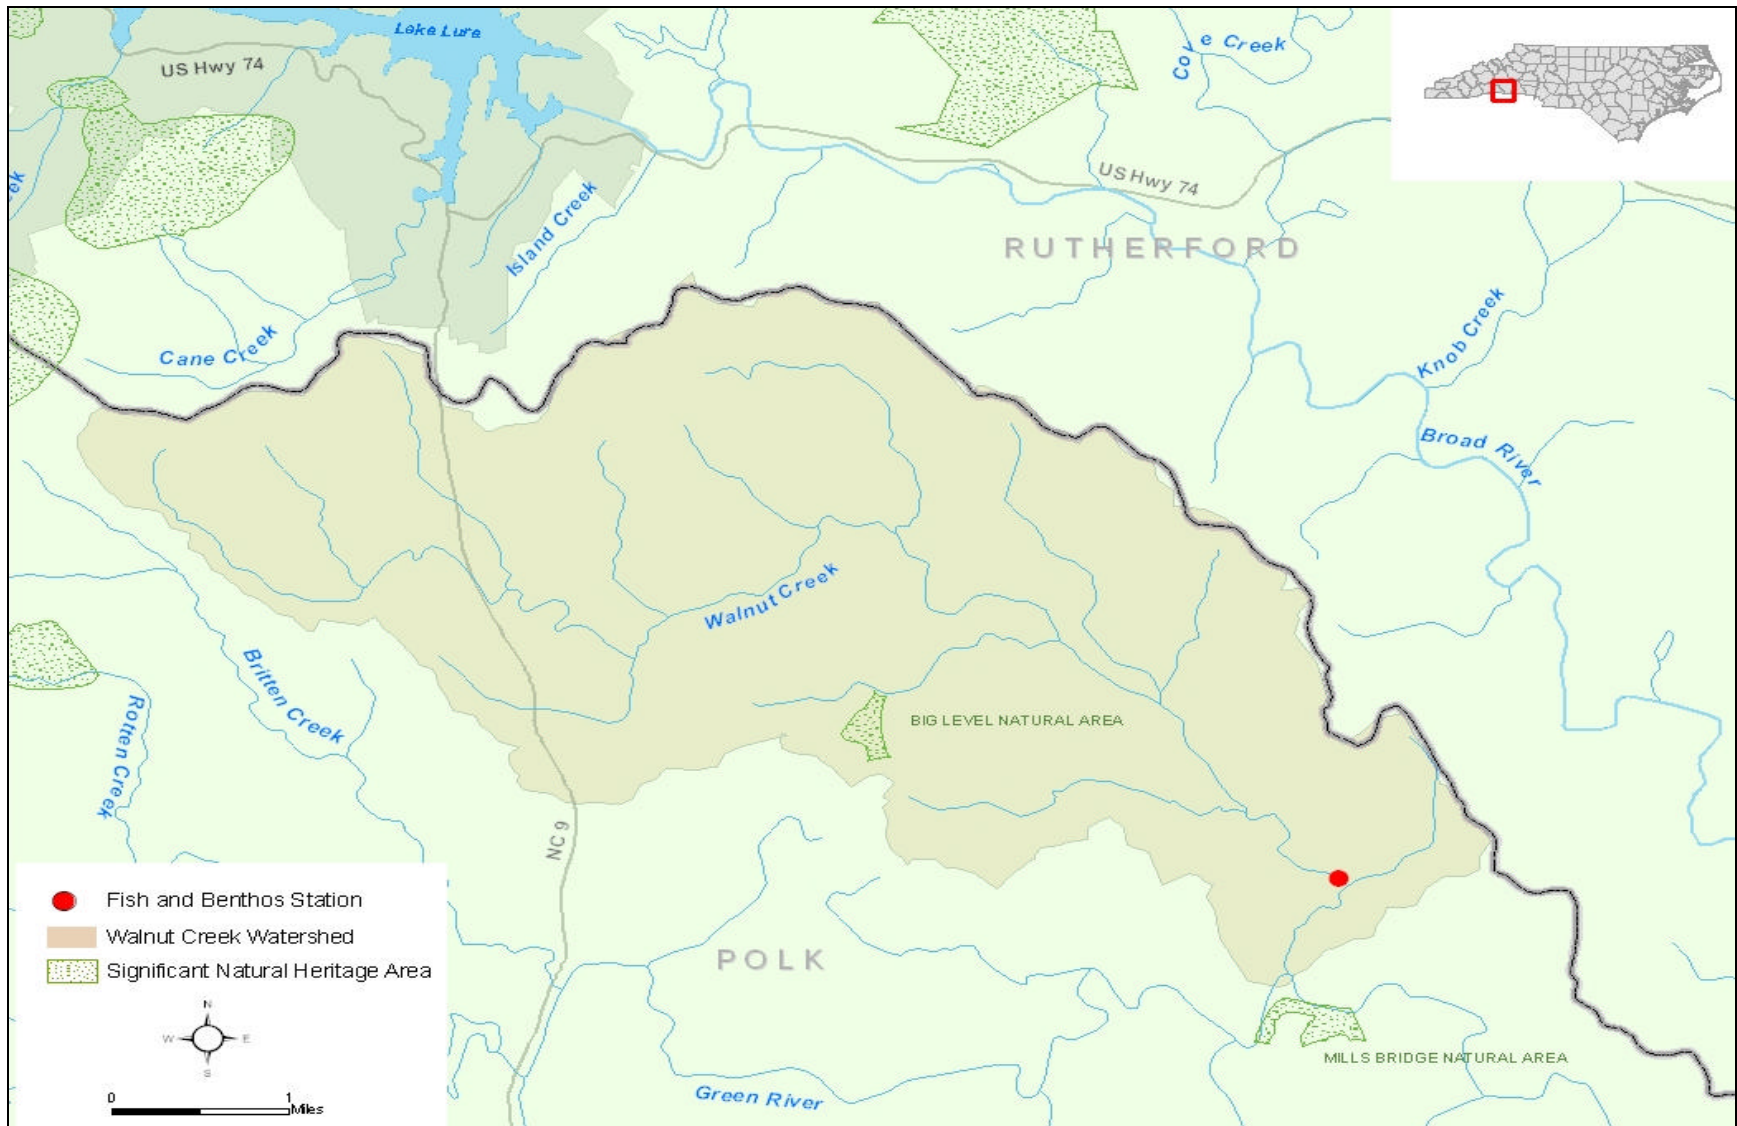 Lake Lure
US Hwy 74
Cove Creek
US Hwy 74
ek
Island Creek
RUTHERFORD
Cane Creek
Knob Creek
Broad River
Walnut Creek
Britten Creek
Rotten Creek
BIG LEVEL NATURAL AREA
NC 9
POLK
Fish and Benthos Station
Walnut Creek Watershed
Significant Natural Heritage Area
N
W E
S
0 1
Miles
MILLS BRIDGE NATURAL AREA
Green River